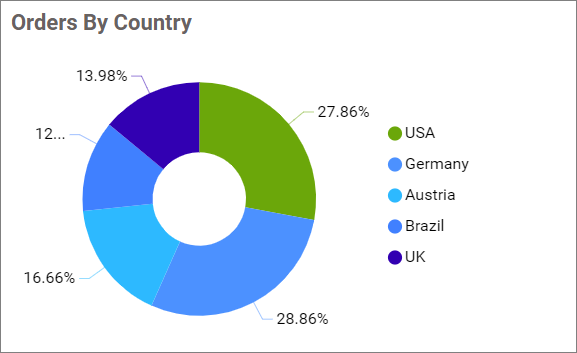 Orders By Country
13.98%
27.86%
12...
16.66%
28.86%
USA
Germany
Austria
Brazil
UK